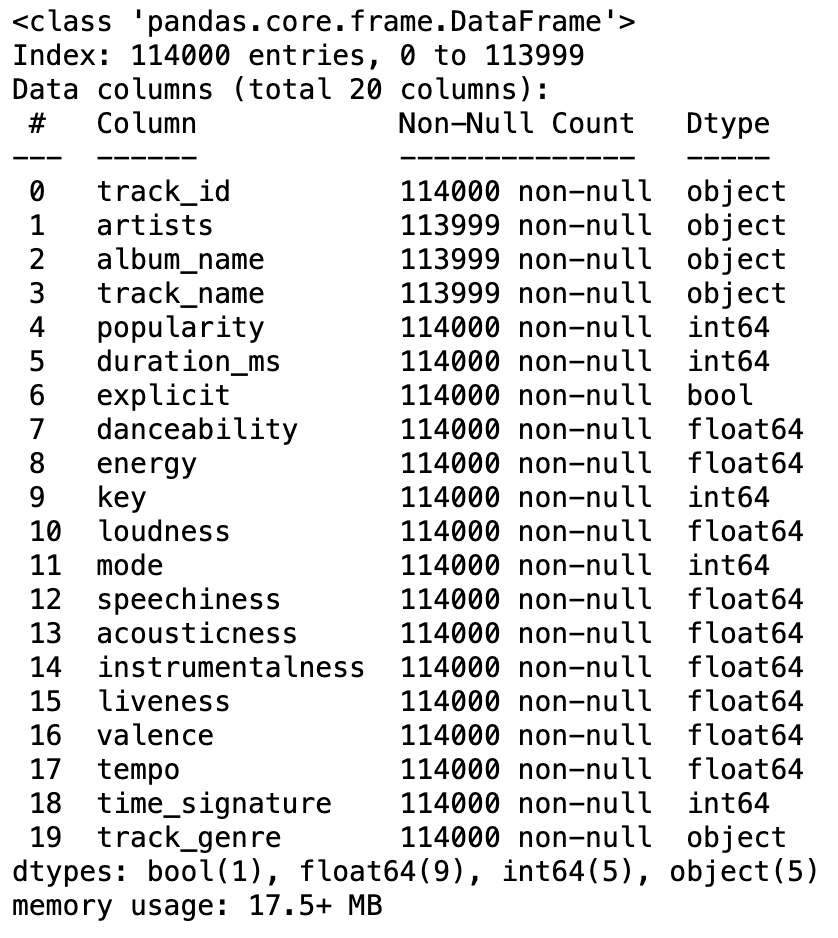 <class 'pandas.core.frame.DataFrame'>
Index: 114000 entries, 0 to 113999
Data columns (total 20 columns):
 #   Column            Non-Null Count   Dtype
---  ------            --------------   -----
 0   track_id          114000 non-null  object
 1   artists           113999 non-null  object
 2   album_name        113999 non-null  object
 3   track_name        113999 non-null  object
 4   popularity        114000 non-null  int64
 5   duration_ms       114000 non-null  int64
 6   explicit          114000 non-null  bool
 7   danceability      114000 non-null  float64
 8   energy            114000 non-null  float64
 9   key               114000 non-null  int64
 10  loudness          114000 non-null  float64
 11  mode              114000 non-null  int64
 12  speechiness       114000 non-null  float64
 13  acousticness      114000 non-null  float64
 14  instrumentalness  114000 non-null  float64
 15  liveness          114000 non-null  float64
 16  valence           114000 non-null  float64
 17  tempo             114000 non-null  float64
 18  time_signature    114000 non-null  int64
 19  track_genre       114000 non-null  object
dtypes: bool(1), float64(9), int64(5), object(5)
memory usage: 17.5+ MB